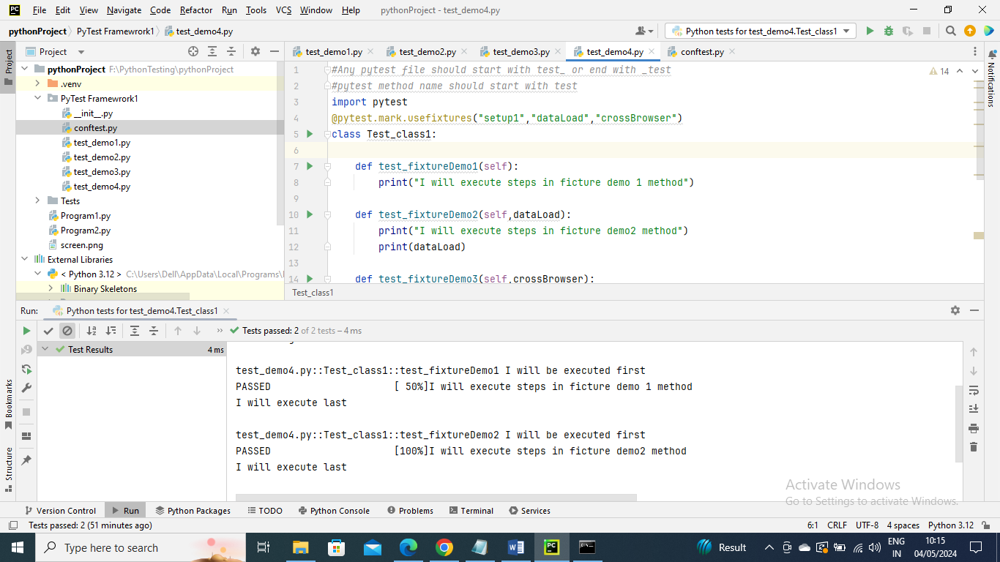 File Edit View Navigate Code Refactor Run Tools VCS Window Help pythonProject - test_demo4.py
pythonProject PyTest Framewrork1 test_demo4.py Python tests for test_demo4.Test_class1
Project
Project
test_demo1.py test_demo2.py test_demo3.py test_demo4.py conftest.py
Notifications
pythonProject F:\PythonTesting\pythonProject
.venv
PyTest Framewrork1
__init__.py
conftest.py
test_demo1.py
test_demo2.py
test_demo3.py
test_demo4.py
Tests
Program1.py
Program2.py
screen.png
External Libraries
< Python 3.12 > C:\Users\Dell\AppData\Local\Programs\
Binary Skeletons
14
1 #Any pytest file should start with test_ or end with _test
2 #pytest method name should start with test
3 import pytest
4 @pytest.mark.usefixtures("setup1","dataLoad","crossBrowser")
5 class Test_class1:
6
7 def test_fixtureDemo1(self):
8 print("I will execute steps in ficture demo 1 method")
9
10 def test_fixtureDemo2(self,dataLoad):
11 print("I will execute steps in ficture demo2 method")
12 print(dataLoad)
13
14 def test_fixtureDemo3(self,crossBrowser):
Test_class1
Run: Python tests for test_demo4.Test_class1
Tests passed: 2 of 2 tests – 4 ms
Test Results 4 ms
test_demo4.py::Test_class1::test_fixtureDemo1 I will be executed first
PASSED [ 50%]I will execute steps in ficture demo 1 method
I will execute last
test_demo4.py::Test_class1::test_fixtureDemo2 I will be executed first
PASSED [100%]I will execute steps in ficture demo2 method
I will execute last
Bookmarks
Structure
Activate Windows
Go to Settings to activate Windows.
Version Control Run Python Packages TODO Python Console Problems Terminal Services
Tests passed: 2 (51 minutes ago) 6:1 CRLF UTF-8 4 spaces Python 3.12
Type here to search Result ENG IN 10:15 04/05/2024